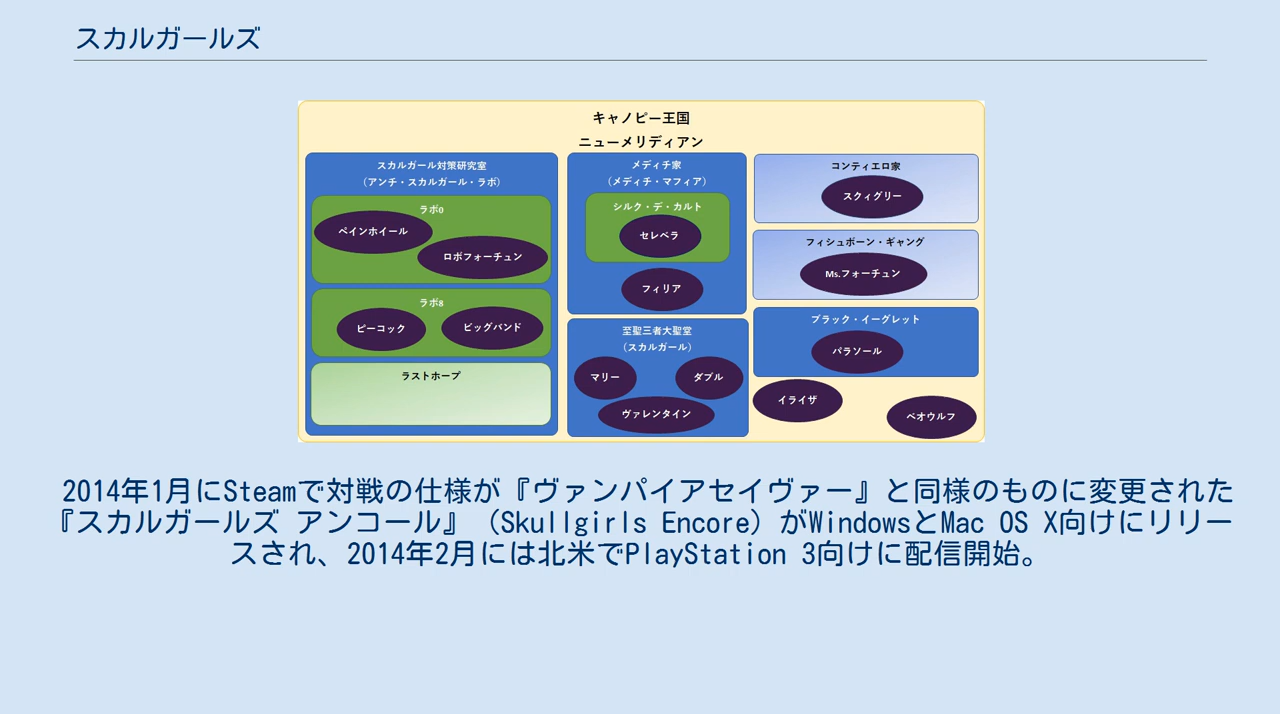 スカルガールズ
キャノピー王国
ニューメリディアン
スカルガール対策研究室
（アンチ・スカルガール・ラボ）
ラボ0
ペインホイール
ロボフォーチュン
ラボ8
ピーコック
ビッグバンド
ラストホープ
メディチ家
（メディチ・マフィア）
シルク・デ・カルト
セレベラ
フィリア
至聖三者大聖堂
（スカルガール）
マリー
ダブル
ヴァレンタイン
コンティエロ家
スクィグリー
フィシュボーン・ギャング
Ms.フォーチュン
ブラック・イーグレット
パラソール
イライザ
ベオウルフ
2014年1月にSteamで対戦の仕様が『ヴァンパイアセイヴァー』と同様のものに変更された
『スカルガールズ アンコール』（Skullgirls Encore）がWindowsとMac OS X向けにリリー
スされ、2014年2月には北米でPlayStation 3向けに配信開始。